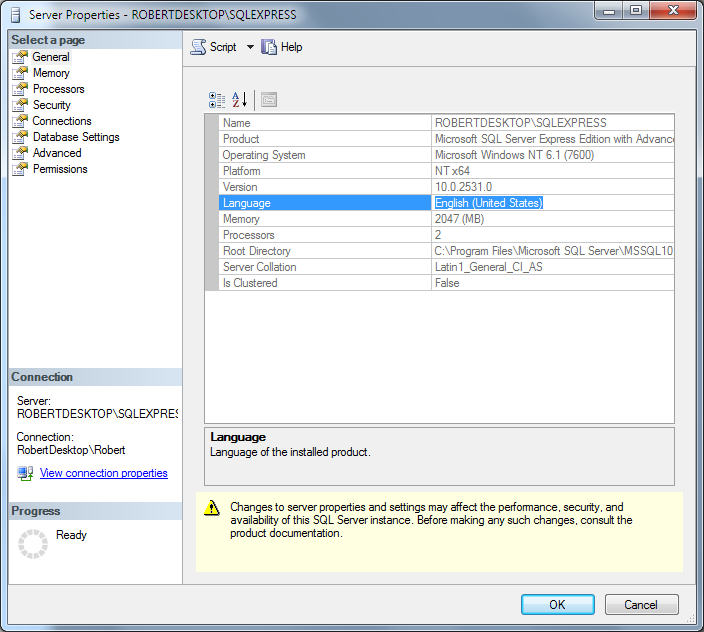 Server Properties - ROBERTDESKTOP\SQLEXPRESS
Select a page
General
Memory
Processors
Security
Connections
Database Settings
Advanced
Permissions
Connection
Server:
ROBERTDESKTOP\SQLEXPRES
Connection:
RobertDesktop\Robert
View connection properties
Progress
Ready
Script Help
Name ROBERTDESKTOP\SQLEXPRESS
Product Microsoft SQL Server Express Edition with Advanc
Operating System Microsoft Windows NT 6.1 (7600)
Platform NT x64
Version 10.0.2531.0
Language English (United States)
Memory 2047 (MB)
Processors 2
Root Directory C:\Program Files\Microsoft SQL Server\MSSQL10
Server Collation Latin1_General_CI_AS
Is Clustered False
Language
Language of the installed product.
Changes to server properties and settings may affect the performance, security, and
availability of this SQL Server instance. Before making any such changes, consult the
product documentation.
OK Cancel